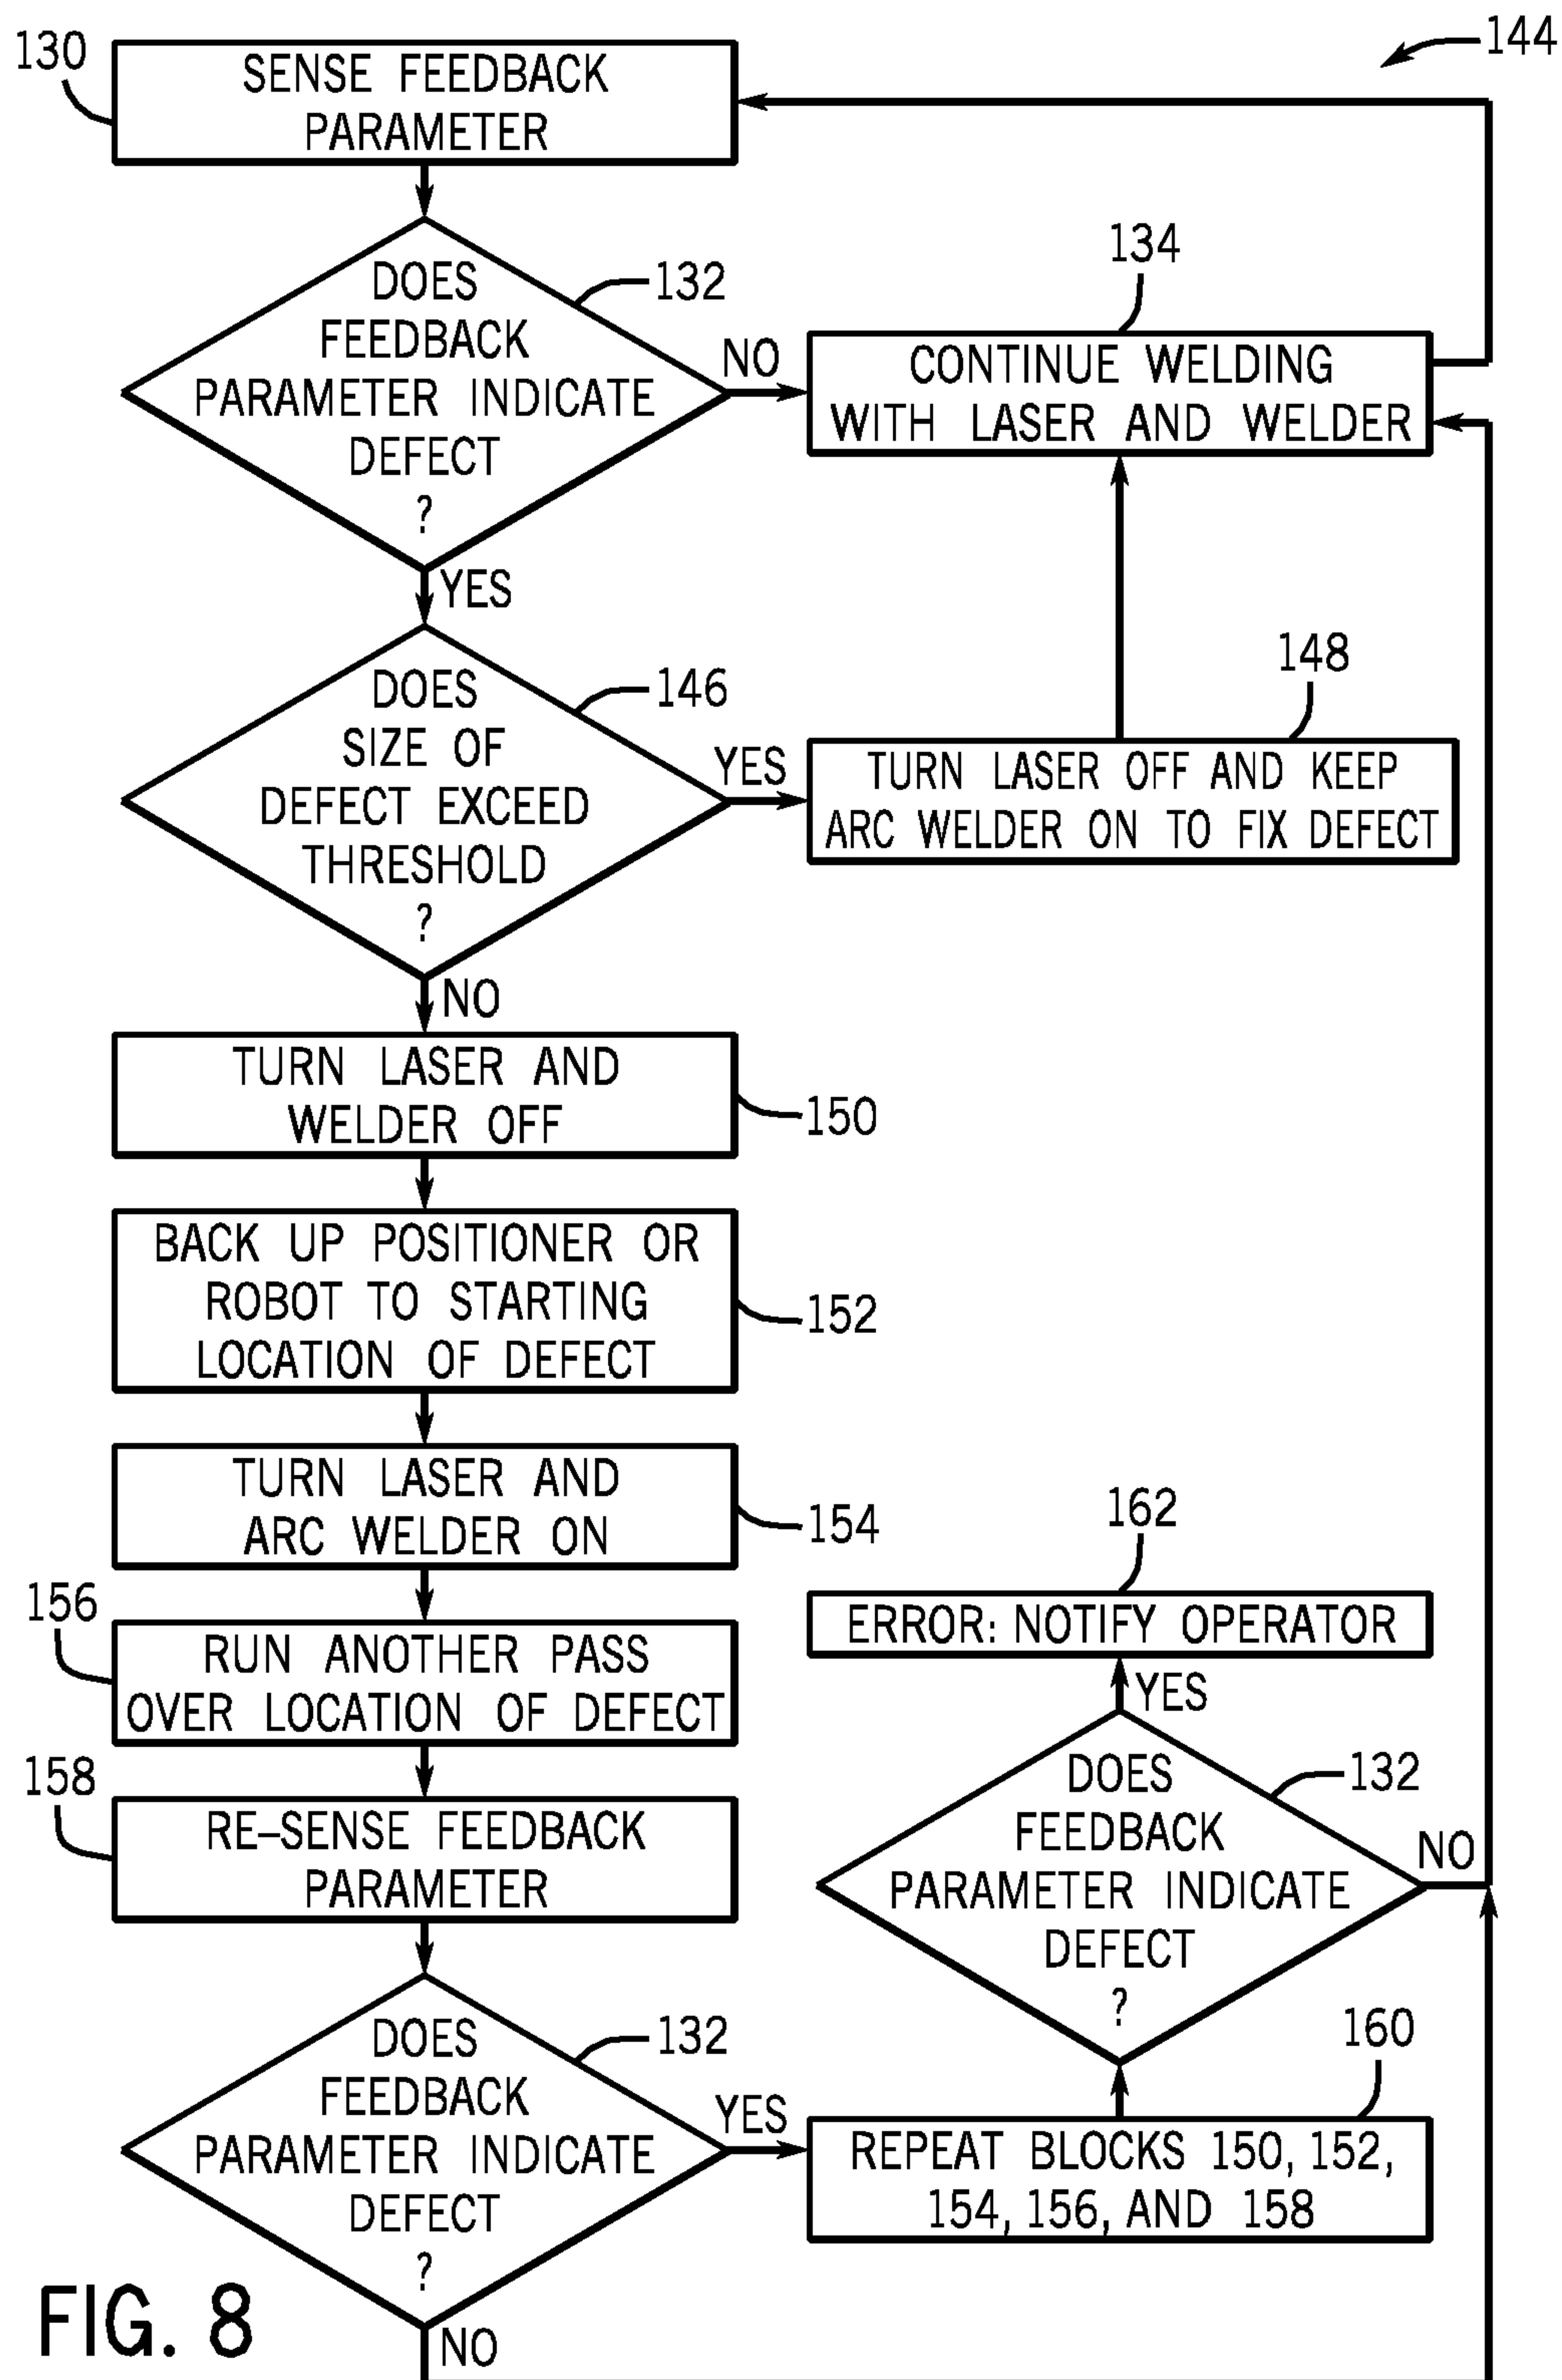 130
SENSE FEEDBACK
PARAMETER
144
DOES
FEEDBACK
PARAMETER INDICATE
DEFECT
?
132
NO
134
CONTINUE WELDING
WITH LASER AND WELDER
YES
DOES
SIZE OF
DEFECT EXCEED
THRESHOLD
?
146
YES
148
TURN LASER OFF AND KEEP
ARC WELDER ON TO FIX DEFECT
NO
TURN LASER AND
WELDER OFF
150
BACK UP POSITIONER OR
ROBOT TO STARTING
LOCATION OF DEFECT
152
TURN LASER AND
ARC WELDER ON
154
156
RUN ANOTHER PASS
OVER LOCATION OF DEFECT
158
RE-SENSE FEEDBACK
PARAMETER
DOES
FEEDBACK
PARAMETER INDICATE
DEFECT
?
132
YES
NO
160
REPEAT BLOCKS 150, 152,
154, 156, AND 158
DOES
FEEDBACK
PARAMETER INDICATE
DEFECT
?
132
NO
YES
162
ERROR: NOTIFY OPERATOR
FIG. 8